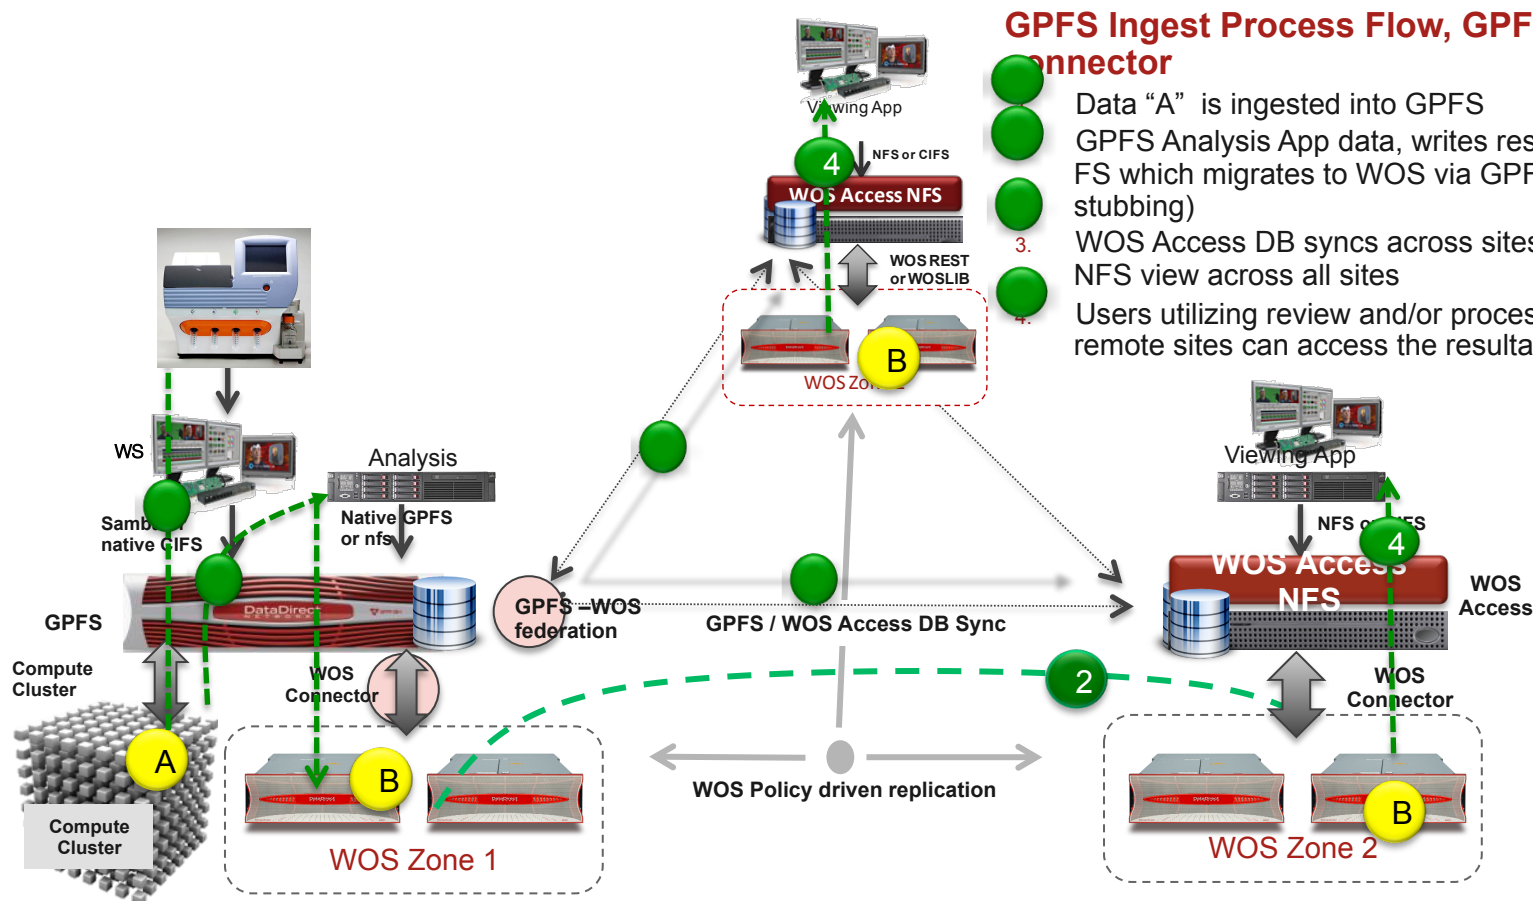 GPFS Ingest Process Flow, GPF
onnector
Data “A” is ingested into GPFS
GPFS Analysis App data, writes res
FS which migrates to WOS via GPF
stubbing)
3. WOS Access DB syncs across sites
NFS view across all sites
4. Users utilizing review and/or proces
remote sites can access the resulta
Viewing App
4
NFS or CIFS
WOS Access NFS
WOS REST
or WOSLIB
B
WOS
WS
Analysis
native CIFS
Native GPFS
or nfs
DataDirect
NETWORKS
GPFS
GPFS –WOS
federation
GPFS / WOS Access DB Sync
Viewing App
NFS
4
WOS Access
NFS
WOS
Access
Compute
Cluster
WOS
Connector
2
WOS
Connector
A
B
B
Compute
Cluster
WOS Policy driven replication
WOS Zone 1
WOS Zone 2